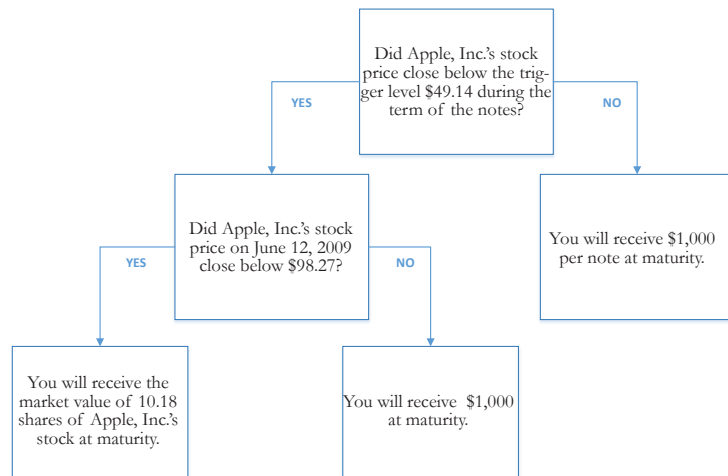 Did Apple, Inc.'s stock
price close below the trig-
ger level $49.14 during the
term of the notes?
YES
NO
Did Apple, Inc.'s stock
price on June 12, 2009
close below $98.27?
You will receive $1,000
per note at maturity.
YES
NO
You will receive the
market value of 10.18
shares of Apple, Inc.'s
stock at maturity.
You will receive $1,000
at maturity.